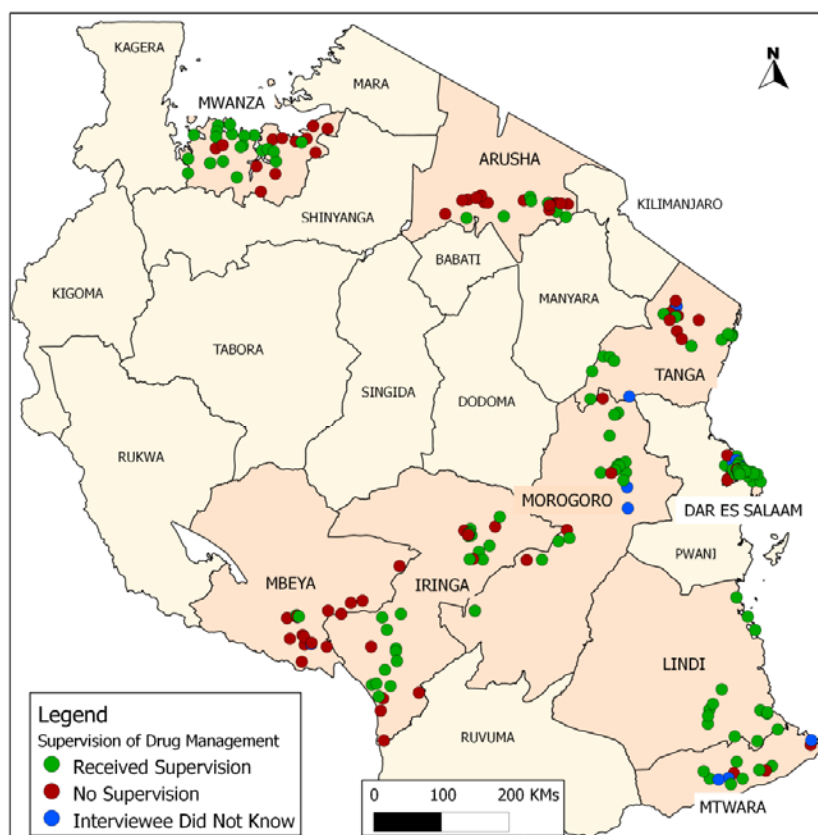 KAGERA
N
MARA
MWANZA
ARUSHA
KILIMANJARO
SHINYANGA
BABATI
KIGOMA
MANYARA
TABORA
TANGA
SINGIDA
DODOMA
RUKWA
MOROGORO
DAR ES SALAAM
PWANI
MBEYA
IRINGA
LINDI
RUVUMA
MTWARA
Legend
Supervision of Drug Management
Received Supervision
No Supervision
Interviewee Did Not Know
0 100 200 KMs